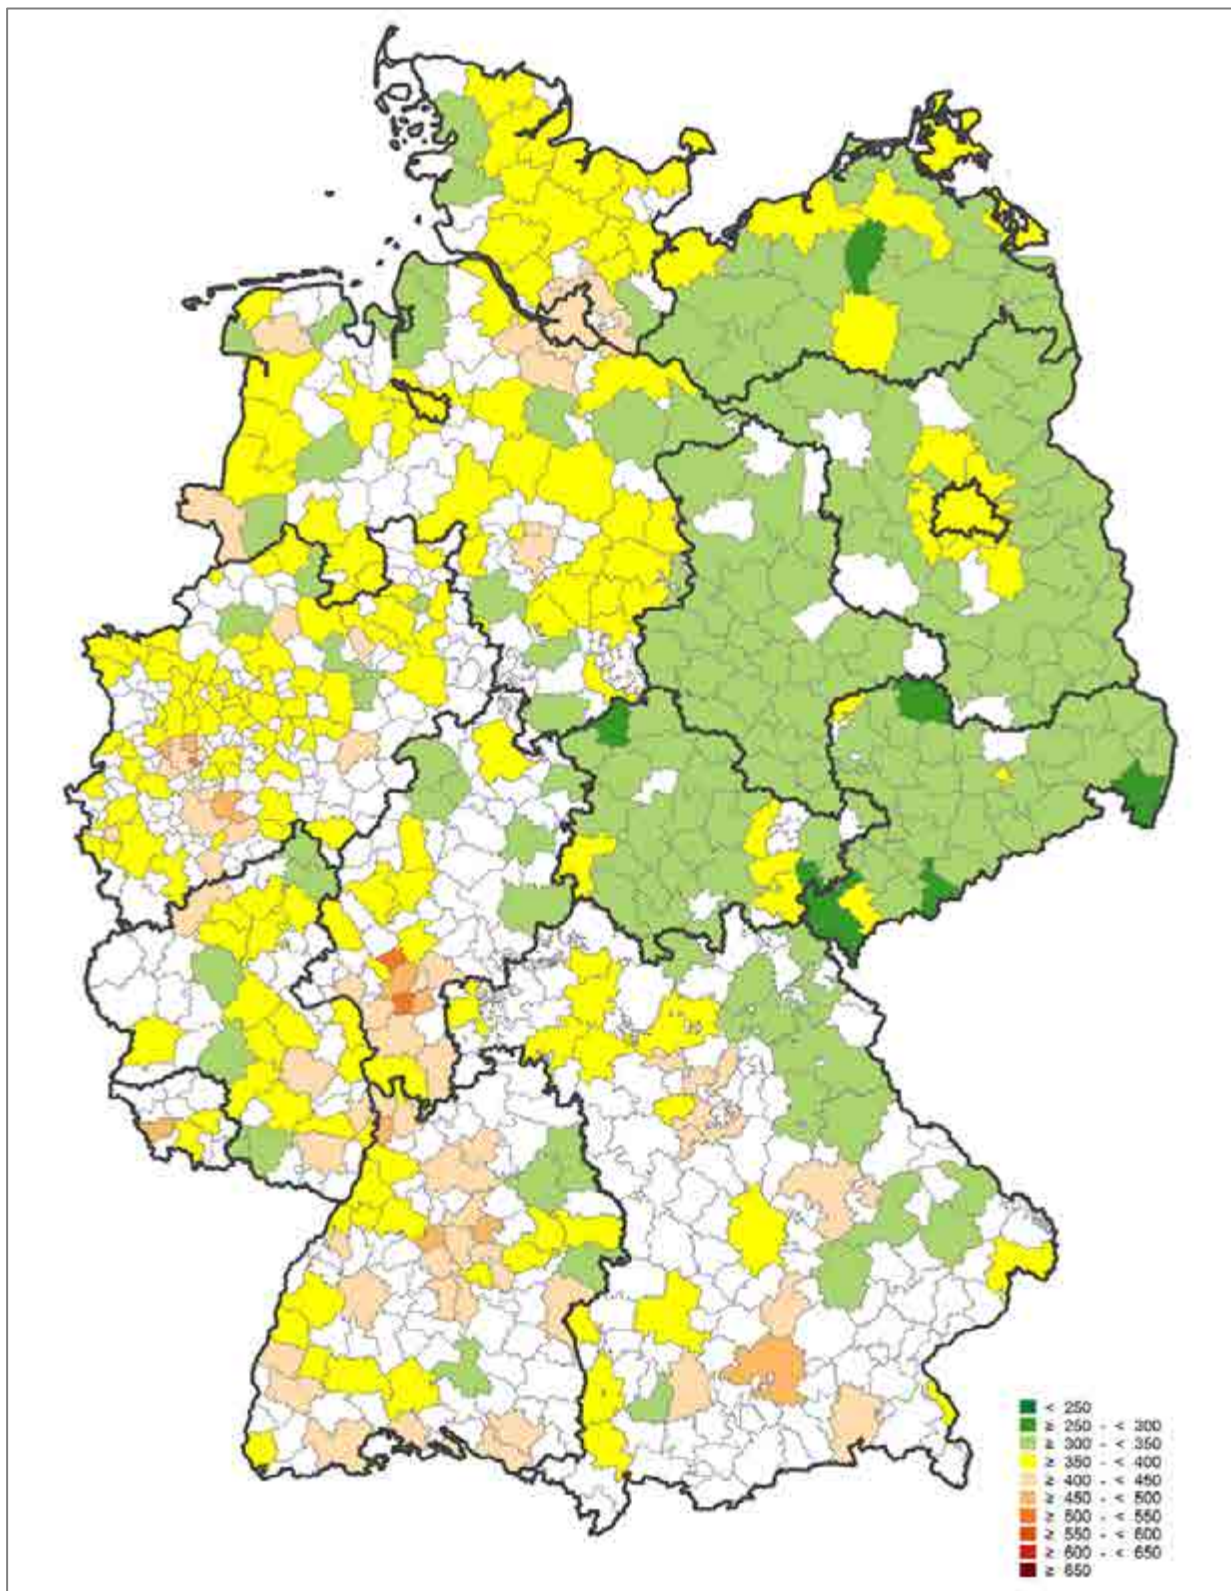 < 250
≥ 250 - < 300
≥ 300 - < 350
≥ 350 - < 400
≥ 400 - < 450
≥ 450 - < 500
≥ 500 - < 550
≥ 550 - < 600
≥ 600 - < 650
≥ 650